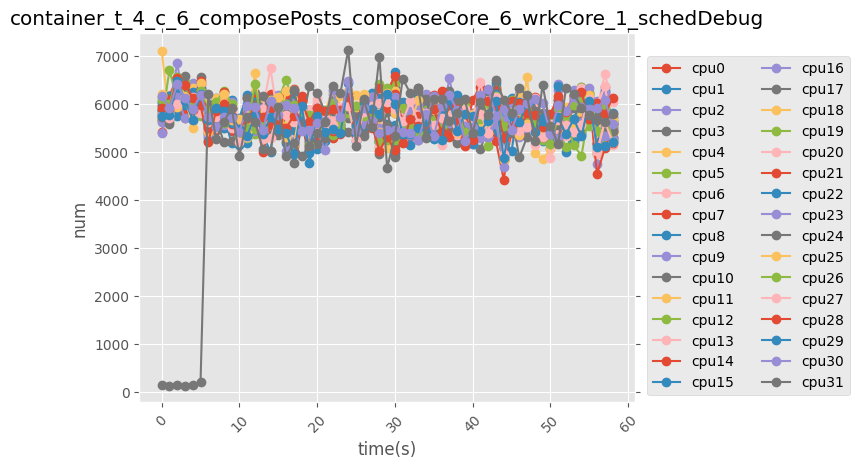 container_t_4_c_6_composePosts_composeCore_6_wrkCore_1_schedDebug
7000
6000
5000
4000
3000
2000
1000
0
num
0
10
20
30
40
50
60
time(s)
cpu0
cpu1
cpu2
cpu3
cpu4
cpu5
cpu6
cpu7
cpu8
cpu9
cpu10
cpu11
cpu12
cpu13
cpu14
cpu15
cpu16
cpu17
cpu18
cpu19
cpu20
cpu21
cpu22
cpu23
cpu24
cpu25
cpu26
cpu27
cpu28
cpu29
cpu30
cpu31